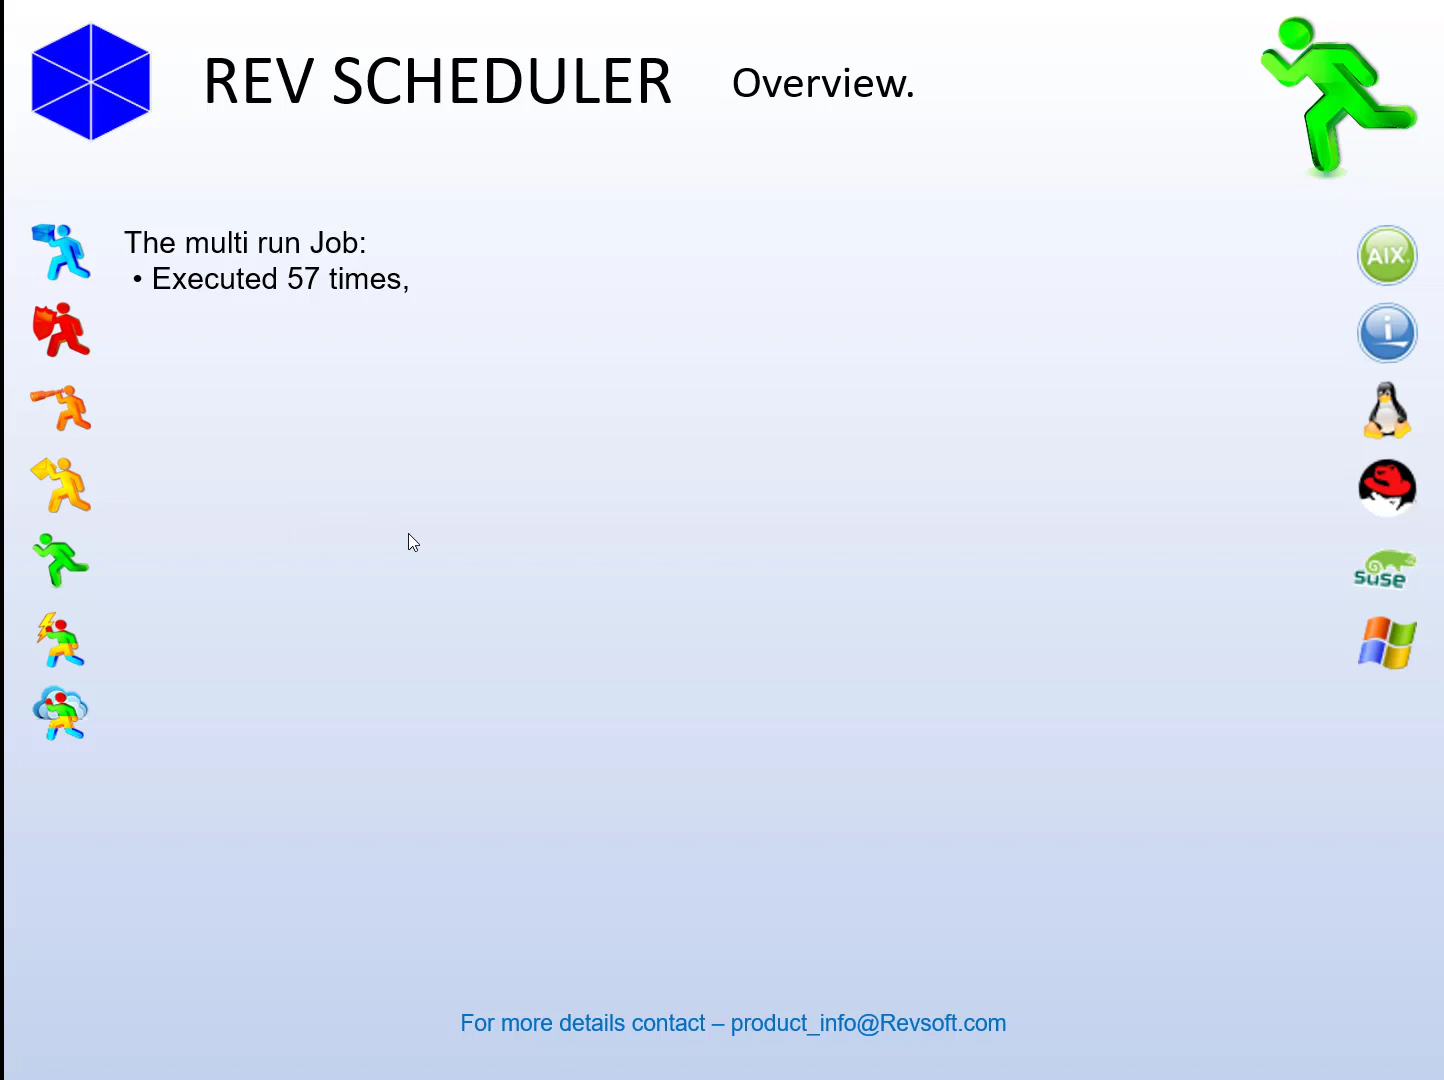 REV SCHEDULER Overview.
The multi run Job:
• Executed 57 times,
AIX
i
SUSE
For more details contact – product_info@Revsoft.com